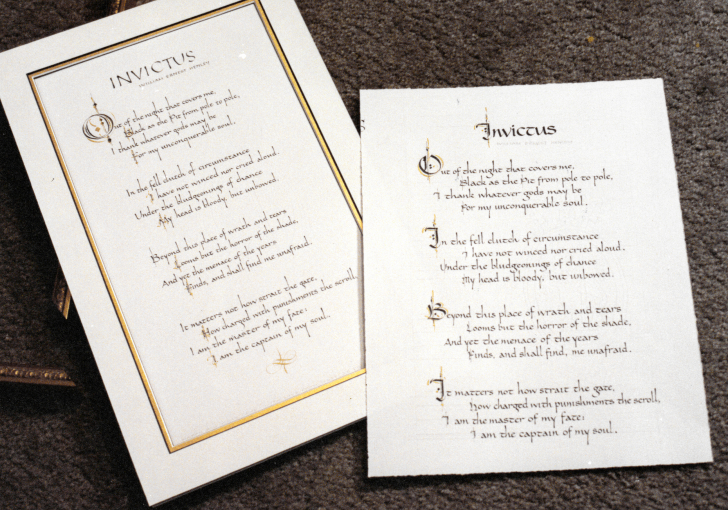 INVICTUS
WILLIAM ERNEST HENLEY
Out of the night that covers me,
Black as the Pit from pole to pole,
I thank whatever gods may be
For my unconquerable soul.
In the fell clutch of circumstance
I have not winced nor cried aloud.
Under the bludgeonings of chance
My head is bloody but unbowed.
Beyond this place of wrath and tears
Looms but the horror of the shade,
And yet the menace of the years
Finds, and shall find me unafraid.
It matters not how strait the gate,
How charged with punishments the scroll,
I am the master of my fate:
I am the captain of my soul.
Invictus
WILLIAM ERNEST HENLEY
Out of the night that covers me,
Black as the Pit from pole to pole,
I thank whatever gods may be
For my unconquerable soul.
In the fell clutch of circumstance
I have not winced nor cried aloud.
Under the bludgeonings of chance
My head is bloody, but unbowed.
Beyond this place of wrath and tears
Looms but the horror of the shade,
And yet the menace of the years
Finds, and shall find, me unafraid.
It matters not how strait the gate,
How charged with punishments the scroll,
I am the master of my fate:
I am the captain of my soul.